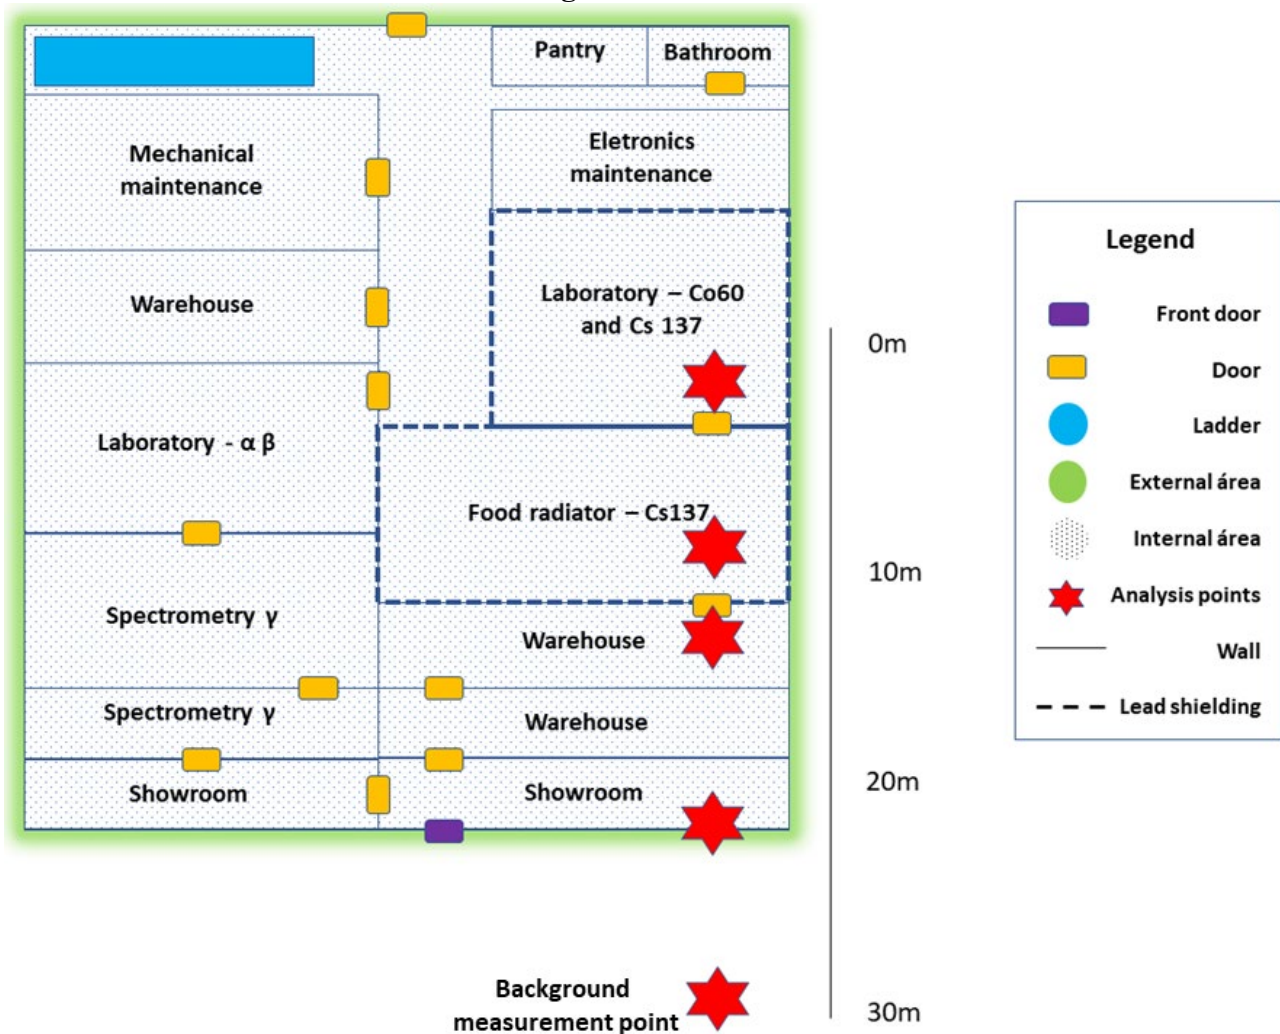 Pantry
Bathroom
Mechanical
maintenance
Eletronics
maintenance
Warehouse
Laboratory – Co60
and Cs 137
Laboratory - α β
Food radiator – Cs137
Spectrometry γ
Warehouse
Spectrometry γ
Warehouse
Showroom
Showroom
Background
measurement point
0m
10m
20m
30m
Legend
Front door
Door
Ladder
External área
Internal área
Analysis points
Wall
Lead shielding